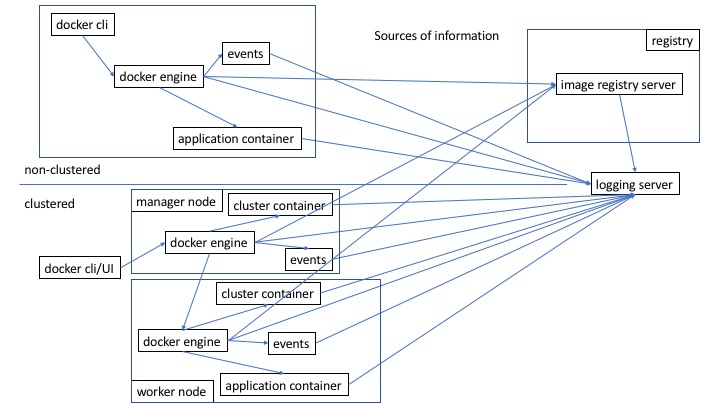 docker cli
Sources of information
registry
events
docker engine
image registry server
application container
non-clustered
logging server
clustered
manager node
cluster container
docker engine
docker cli/UI
events
cluster container
docker engine
events
worker node
application container